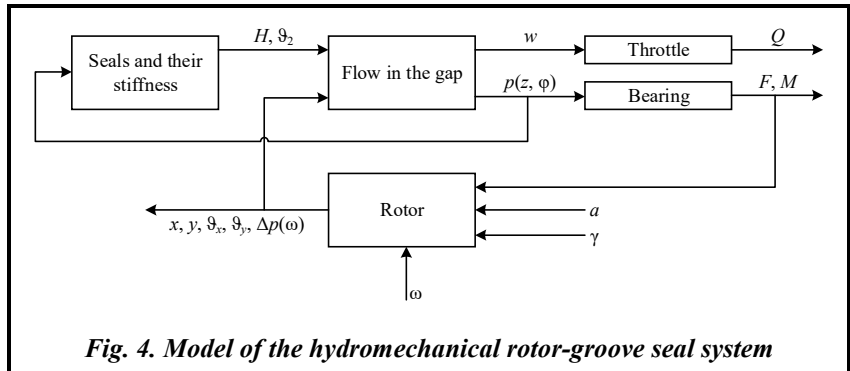 H, ϑ₂
w
Q
Seals and their
stiffness
Flow in the gap
Throttle
p(z, φ)
F, M
Bearing
Rotor
a
x, y, ϑₓ, ϑᵧ, Δp(ω)
γ
ω
Fig. 4. Model of the hydromechanical rotor-groove seal system